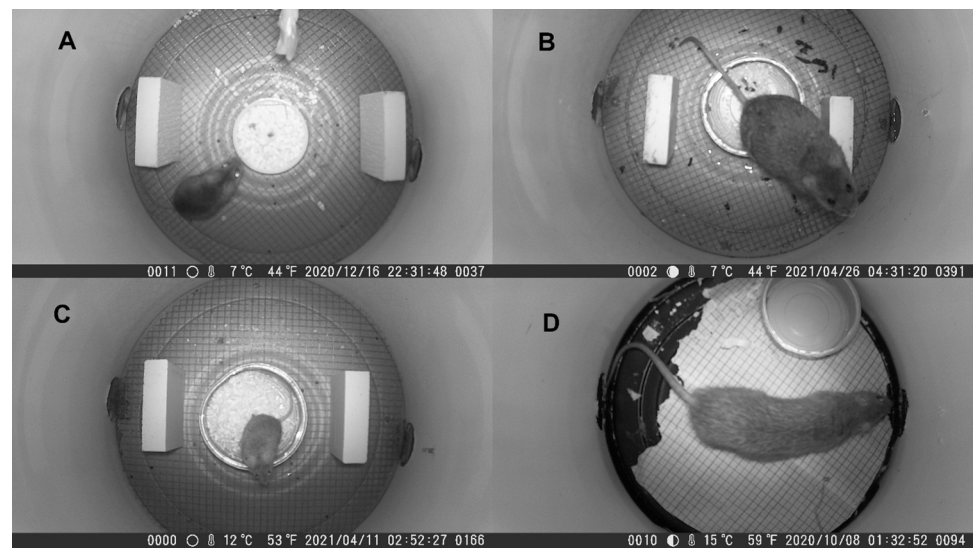 A
B
0011 7°C 44°F 2020/12/16 22:31:48 0037
0002 7°C 44°F 2021/04/26 04:31:20 0391
C
D
0000 12°C 53°F 2021/04/11 02:52:27 0166
0010 15°C 59°F 2020/10/08 01:32:52 0094